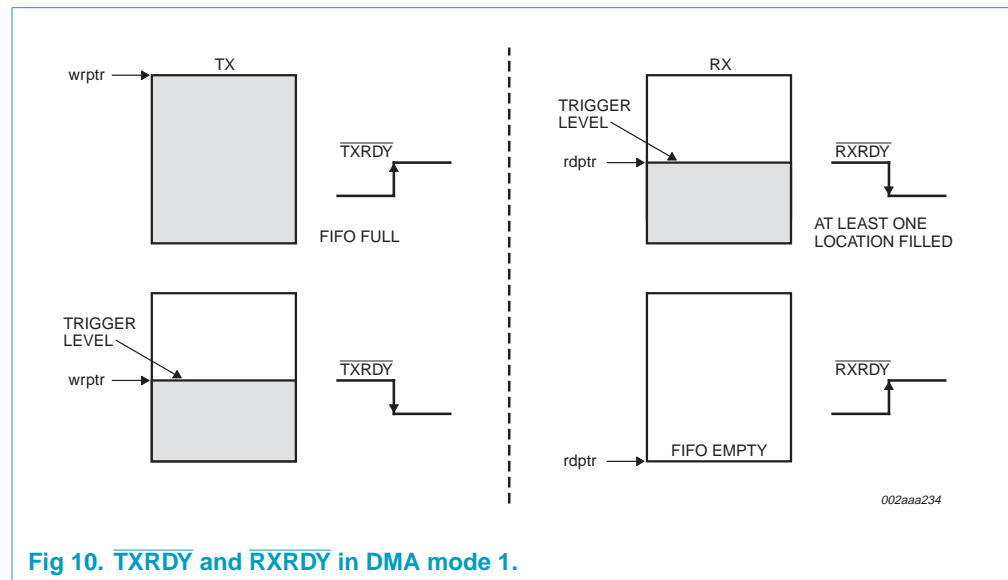 TX
wrptr
TXRDY
FIFO FULL
TRIGGER
LEVEL
wrptr
TXRDY
RX
TRIGGER
LEVEL
rdptr
RXRDY
AT LEAST ONE
LOCATION FILLED
RXRDY
FIFO EMPTY
rdptr
002aaa234
Fig 10. TXRDY and RXRDY in DMA mode 1.